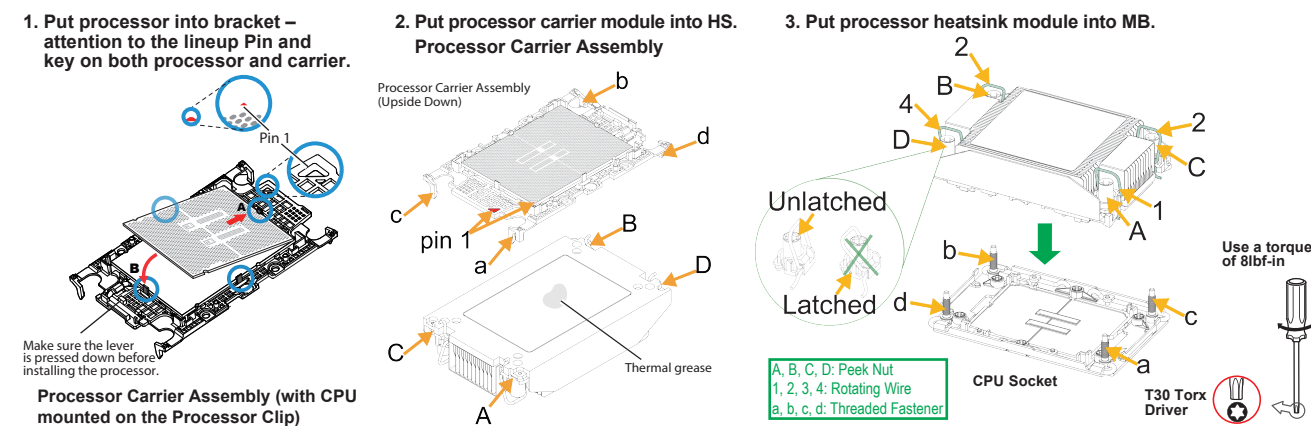 1. Put processor into bracket –
attention to the lineup Pin and
key on both processor and carrier.
Pin 1
A
B
Make sure the lever
is pressed down before
installing the processor.
Processor Carrier Assembly (with CPU
mounted on the Processor Clip)
2. Put processor carrier module into HS.
Processor Carrier Assembly
Processor Carrier Assembly
(Upside Down)
b
d
c
pin 1
a
B
D
C
A
Thermal grease
3. Put processor heatsink module into MB.
2
B
4
D
2
C
1
A
Unlatched
Latched
b
d
c
a
CPU Socket
A, B, C, D: Peek Nut
1, 2, 3, 4: Rotating Wire
a, b, c, d: Threaded Fastener
Use a torque
of 8lbf-in
T30 Torx
Driver